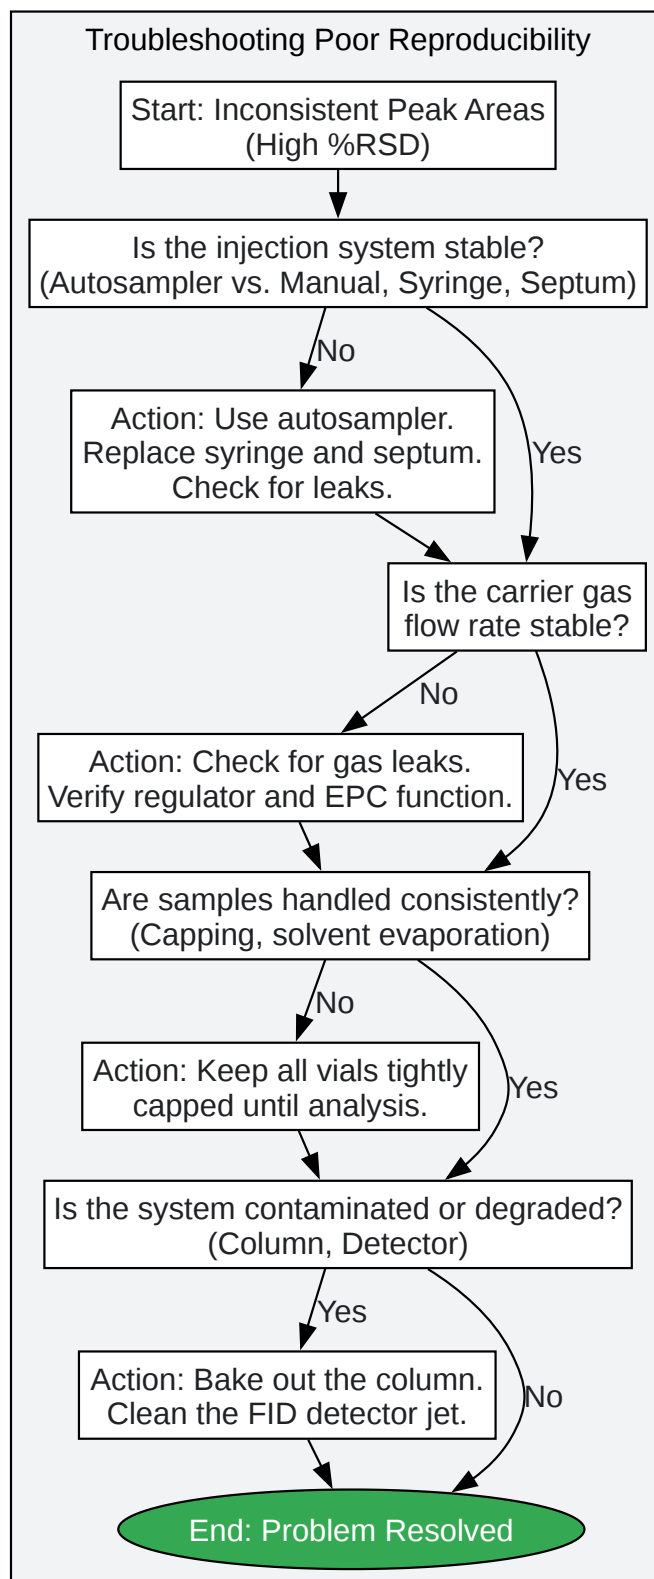 Troubleshooting Poor Reproducibility
Start: Inconsistent Peak Areas
(High %RSD)
Is the injection system stable?
(Autosampler vs. Manual, Syringe, Septum)
No
Action: Use autosampler.
Replace syringe and septum.
Check for leaks.
Yes
Is the carrier gas
flow rate stable?
No
Action: Check for gas leaks.
Verify regulator and EPC function.
Yes
Are samples handled consistently?
(Capping, solvent evaporation)
No
Action: Keep all vials tightly
capped until analysis.
Yes
Is the system contaminated or degraded?
(Column, Detector)
Yes
Action: Bake out the column.
Clean the FID detector jet.
No
End: Problem Resolved